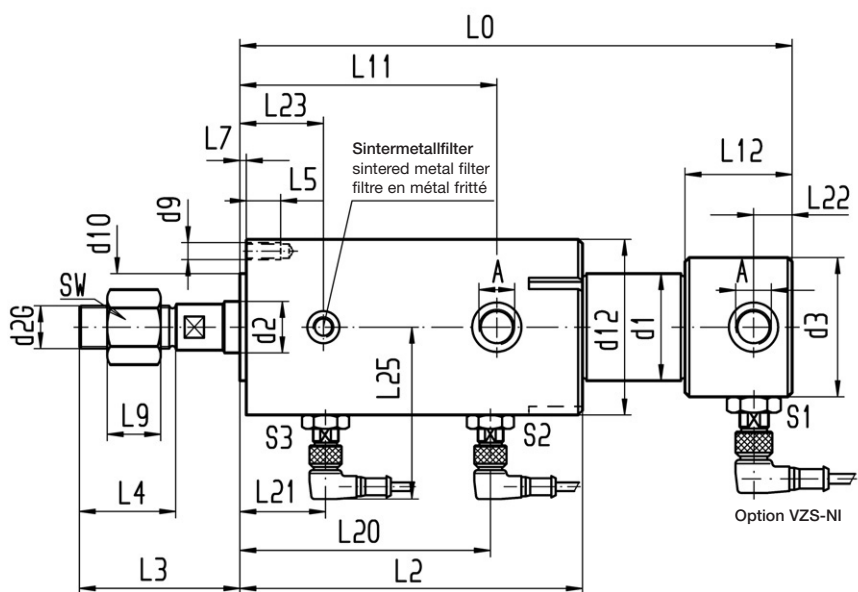 L0
L11
L23
L7
Sintermetallfilter
sintered metal filter
filtre en métal fritté
L12
L5
L22
d9
d10
SW
A
A
d2G
d2
d12
d1
d3
L25
L9
S3
S2
S1
L4
L21
Option VZS-NI
L20
L3
L2